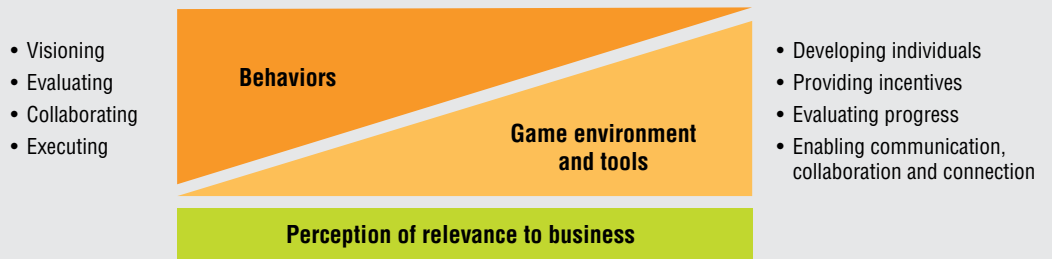 • Visioning
• Evaluating
• Collaborating
• Executing
Behaviors
Game environment
and tools
• Developing individuals
• Providing incentives
• Evaluating progress
• Enabling communication,
collaboration and connection
Perception of relevance to business